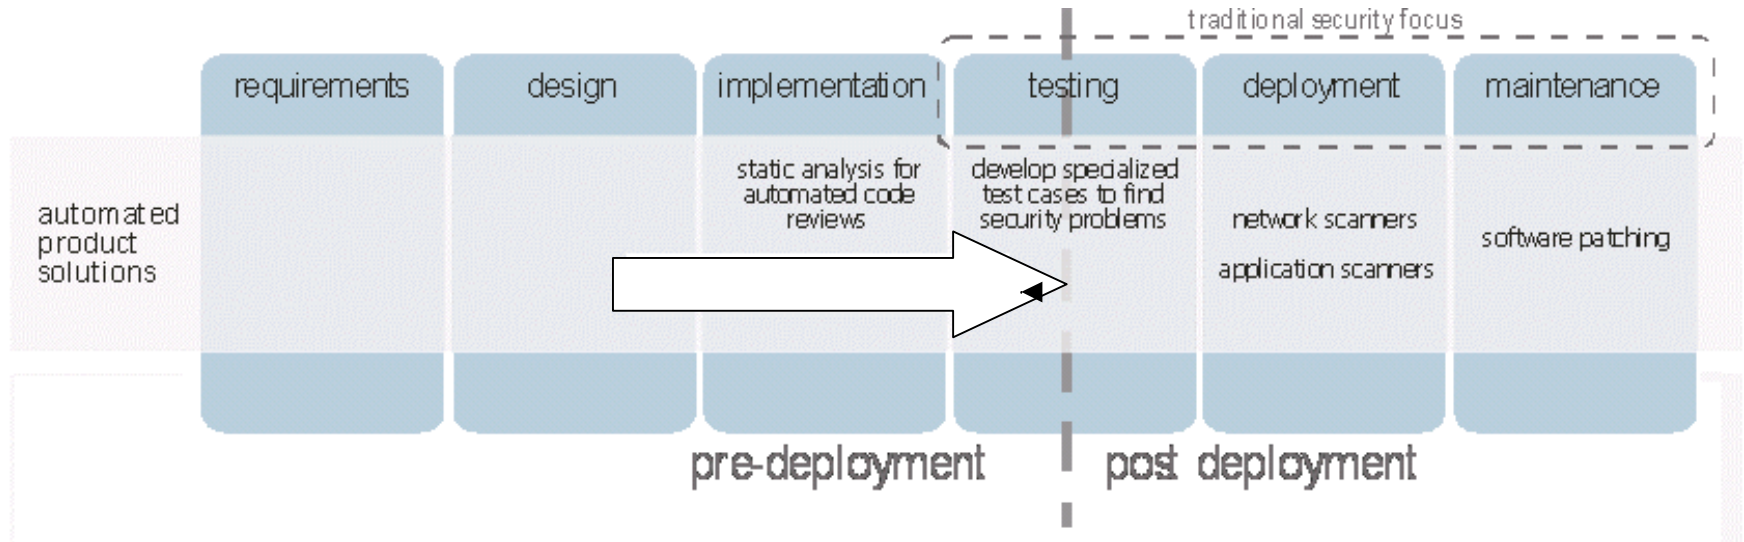 traditional security focus
requirements
design
implementation
testing
deployment
maintenance
automated
product
solutions
static analysis for
automated code
reviews
develop specialized
test cases to find
security problems
network scanners
application scanners
software patching
pre-deployment
post deployment